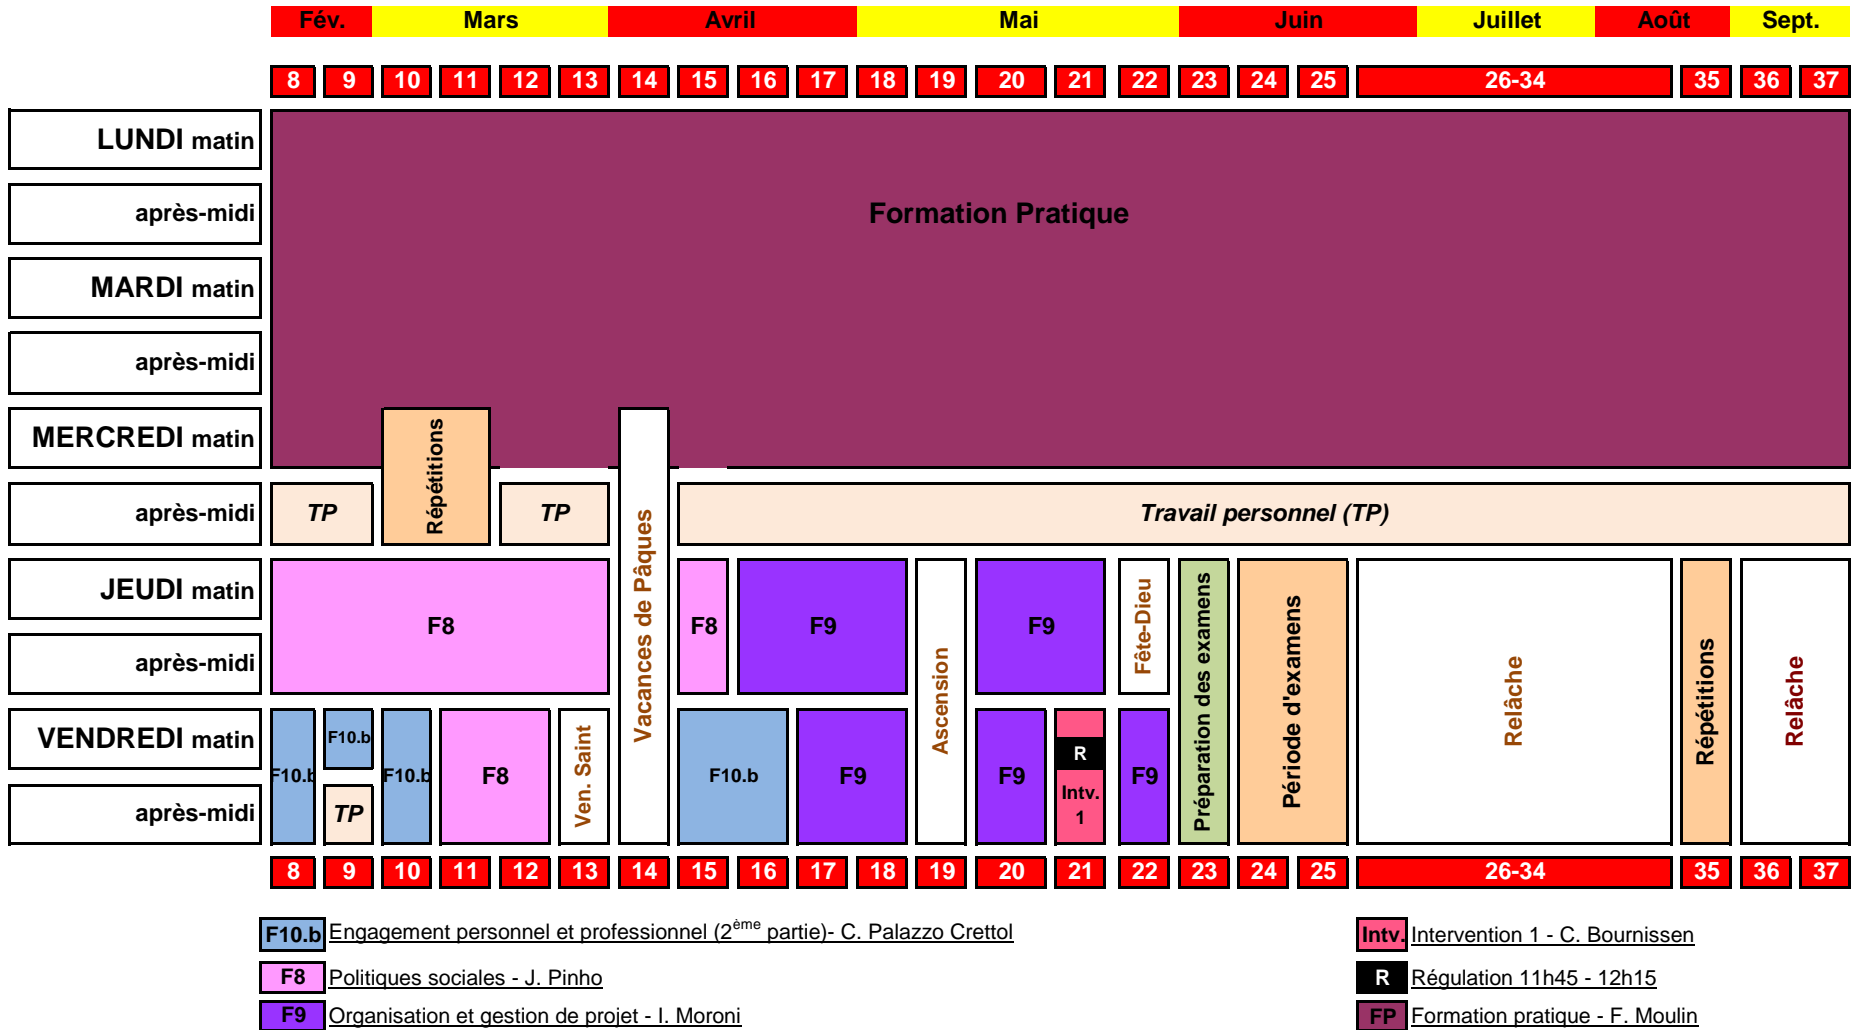 Fév. Mars Avril Mai Juin Juillet Août Sept.
8 9 10 11 12 13 14 15 16 17 18 19 20 21 22 23 24 25 26-34 35 36 37
LUNDI matin
après-midi
Formation Pratique
MARDI matin
après-midi
MERCREDI matin
Répétitions
après-midi
TP
TP
Travail personnel (TP)
Vacances de Pâques
JEUDI matin
après-midi
F8
F8
F9
Ascension
F9
Fête-Dieu
Préparation des examens
Période d'examens
Relâche
Répétitions
Relâche
VENDREDI matin
après-midi
F10.b
F10.b
TP
F10.b
F8
Ven. Saint
F10.b
F9
F9
R
Intv.
1
F9
8 9 10 11 12 13 14 15 16 17 18 19 20 21 22 23 24 25 26-34 35 36 37
F10.b Engagement personnel et professionnel (2ème partie)- C. Palazzo Crettol
Intv. Intervention 1 - C. Bournissen
F8 Politiques sociales - J. Pinho
R Régulation 11h45 - 12h15
F9 Organisation et gestion de projet - I. Moroni
FP Formation pratique - F. Moulin